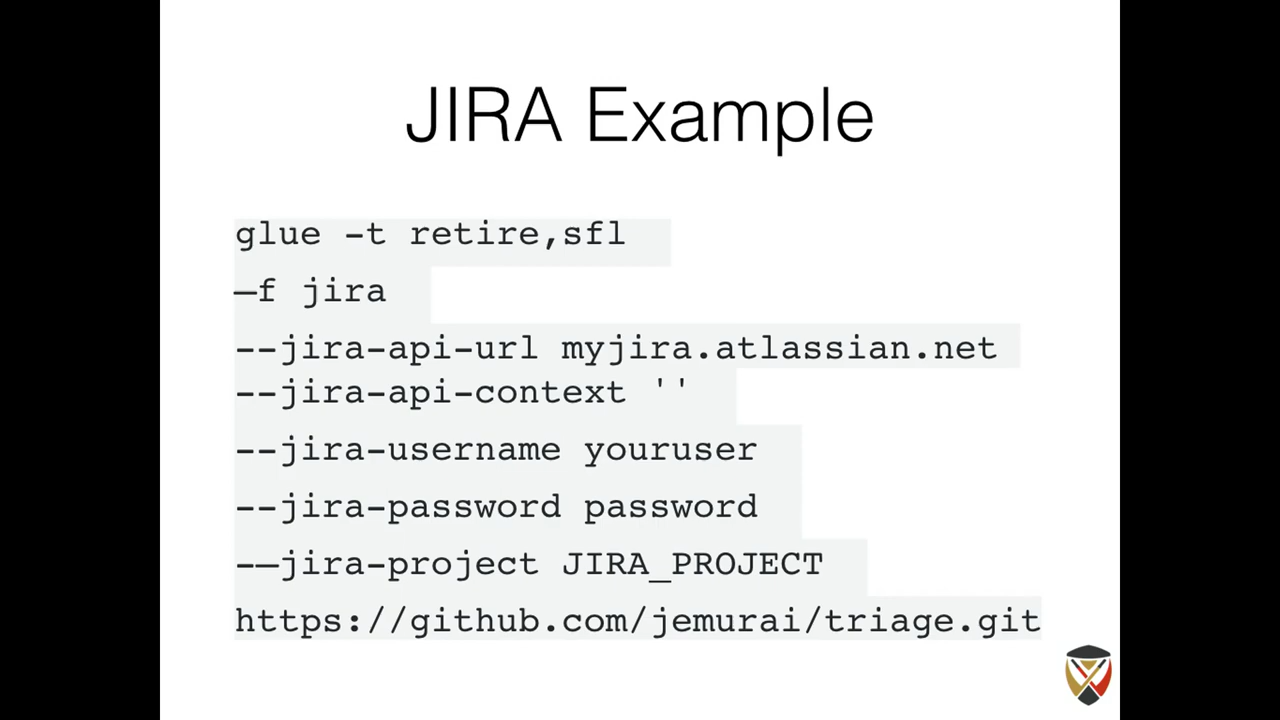 JIRA Example
glue -t retire,sfl
—f jira
--jira-api-url myjira.atlassian.net
--jira-api-context ''
--jira-username youruser
--jira-password password
-—jira-project JIRA_PROJECT
https://github.com/jemurai/triage.git